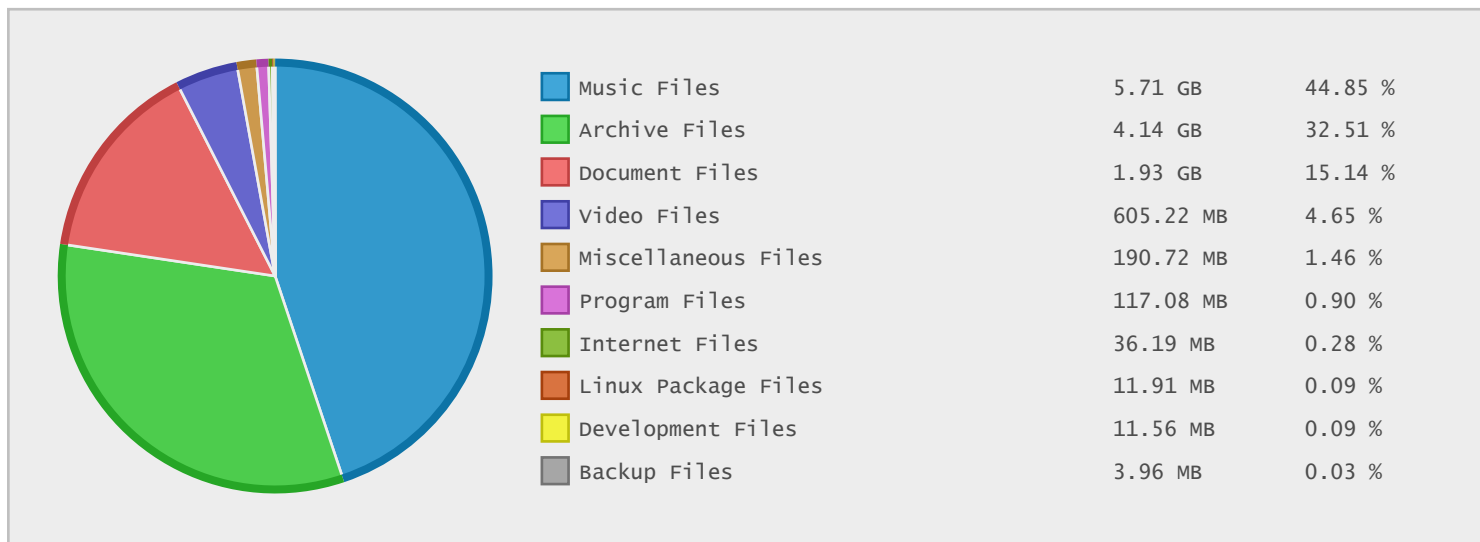 Music Files 5.71 GB 44.85 %
Archive Files 4.14 GB 32.51 %
Document Files 1.93 GB 15.14 %
Video Files 605.22 MB 4.65 %
Miscellaneous Files 190.72 MB 1.46 %
Program Files 117.08 MB 0.90 %
Internet Files 36.19 MB 0.28 %
Linux Package Files 11.91 MB 0.09 %
Development Files 11.56 MB 0.09 %
Backup Files 3.96 MB 0.03 %